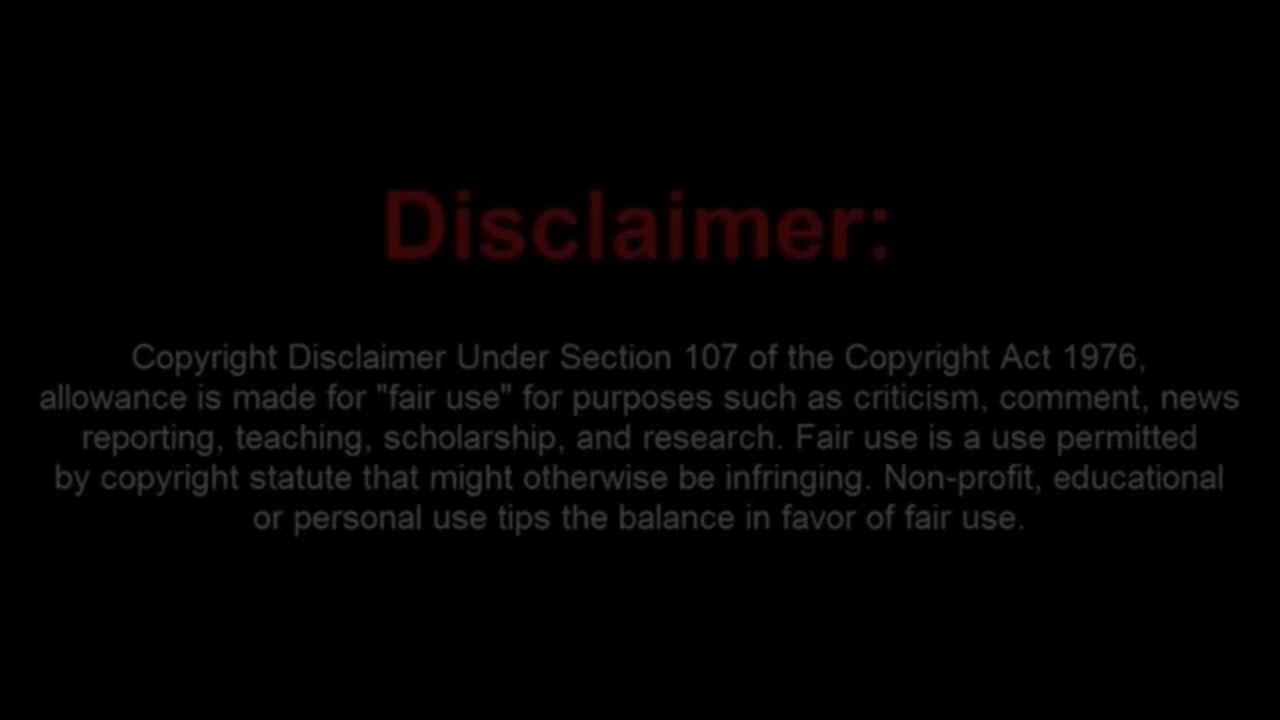 Disclaimer:
Copyright Disclaimer Under Section 107 of the Copyright Act 1976,
allowance is made for "fair use" for purposes such as criticism, comment, news
reporting, teaching, scholarship, and research. Fair use is a use permitted
by copyright statute that might otherwise be infringing. Non-profit, educational
or personal use tips the balance in favor of fair use.